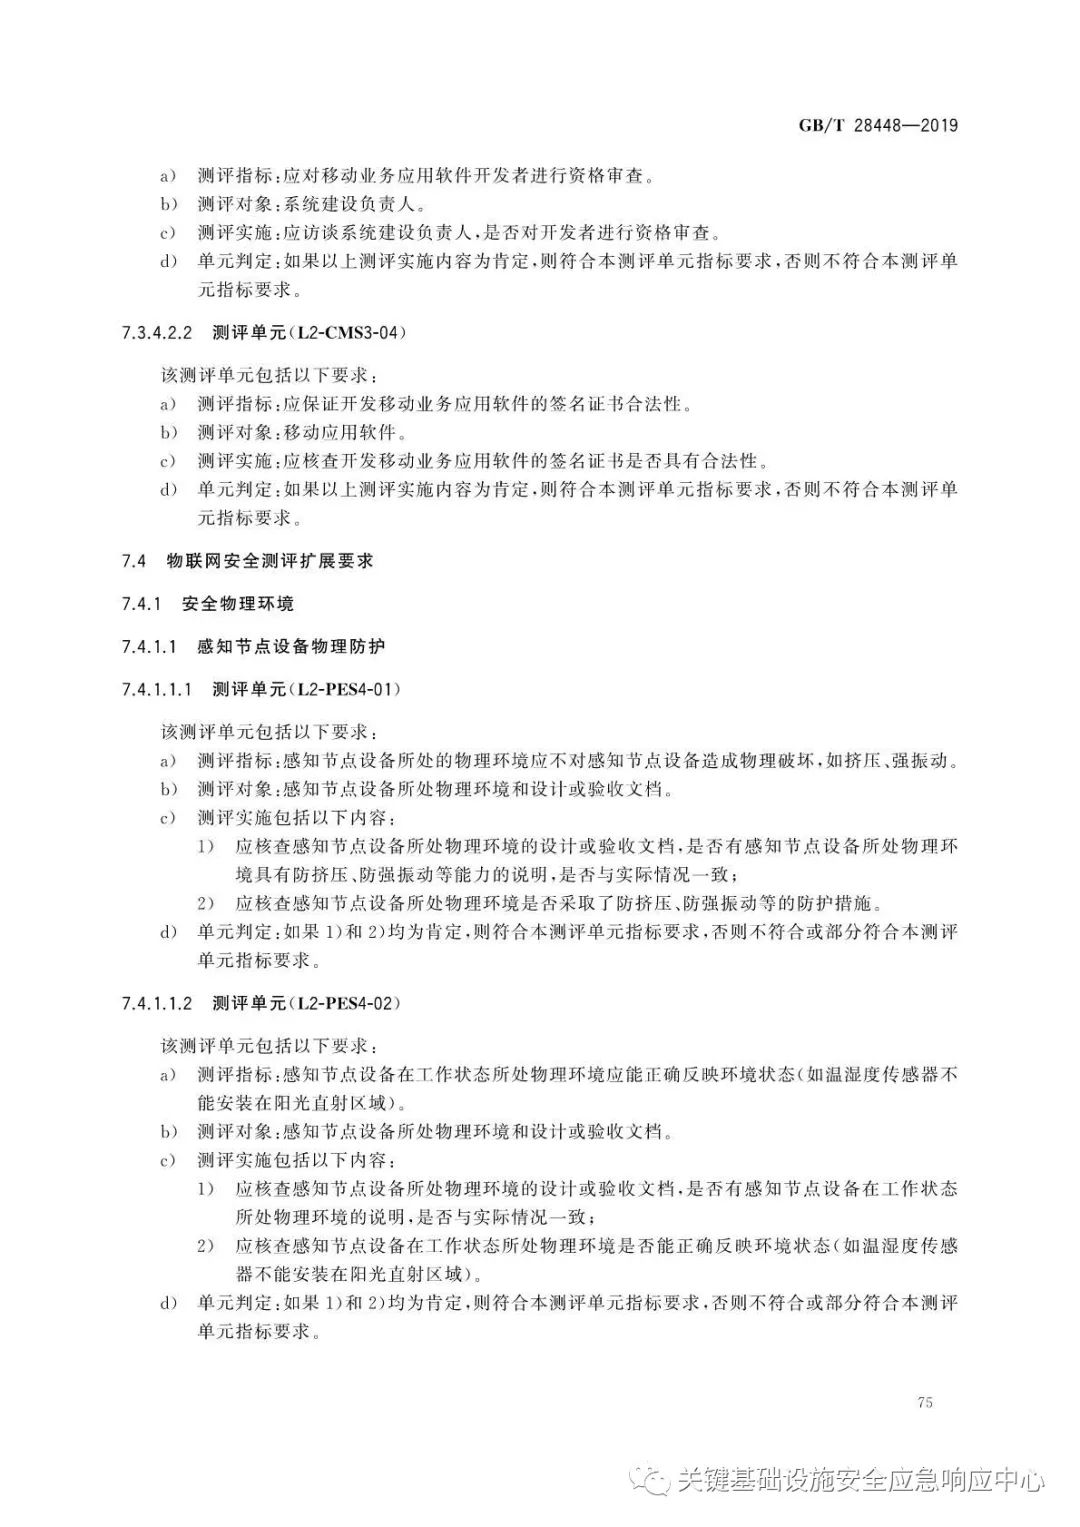 GB/T 28448—2019
a) 测评指标:应对移动业务应用软件开发者进行资格审查。
b) 测评对象:系统建设负责人。
c) 测评实施:应访谈系统建设负责人,是否对开发者进行资格审查。
d) 单元判定:如果以上测评实施内容为肯定,则符合本测评单元指标要求,否则不符合本测评单
元指标要求。
7.3.4.2.2 测评单元(L2-CMS3-04)
该测评单元包括以下要求:
a) 测评指标:应保证开发移动业务应用软件的签名证书合法性。
b) 测评对象:移动应用软件。
c) 测评实施:应核查开发移动业务应用软件的签名证书是否具有合法性。
d) 单元判定:如果以上测评实施内容为肯定,则符合本测评单元指标要求,否则不符合本测评单
元指标要求。
7.4 物联网安全测评扩展要求
7.4.1 安全物理环境
7.4.1.1 感知节点设备物理防护
7.4.1.1.1 测评单元(L2-PES4-01)
该测评单元包括以下要求:
a) 测评指标:感知节点设备所处的物理环境应不对感知节点设备造成物理破坏,如挤压、强振动。
b) 测评对象:感知节点设备所处物理环境和设计或验收文档。
c) 测评实施包括以下内容:
1) 应核查感知节点设备所处物理环境的设计或验收文档,是否有感知节点设备所处物理环
境具有防挤压、防强振动等能力的说明,是否与实际情况一致;
2) 应核查感知节点设备所处物理环境是否采取了防挤压、防强振动等的防护措施。
d) 单元判定:如果 1)和 2)均为肯定,则符合本测评单元指标要求,否则不符合或部分符合本测评
单元指标要求。
7.4.1.1.2 测评单元(L2-PES4-02)
该测评单元包括以下要求:
a) 测评指标:感知节点设备在工作状态所处物理环境应能正确反映环境状态(如温湿度传感器不
能安装在阳光直射区域)。
b) 测评对象:感知节点设备所处物理环境和设计或验收文档。
c) 测评实施包括以下内容:
1) 应核查感知节点设备所处物理环境的设计或验收文档,是否有感知节点设备在工作状态
所处物理环境的说明,是否与实际情况一致;
2) 应核查感知节点设备在工作状态所处物理环境是否能正确反映环境状态(如温湿度传感
器不能安装在阳光直射区域)。
d) 单元判定:如果 1)和 2)均为肯定,则符合本测评单元指标要求,否则不符合或部分符合本测评
单元指标要求。
75
关键基础设施安全应急响应中心